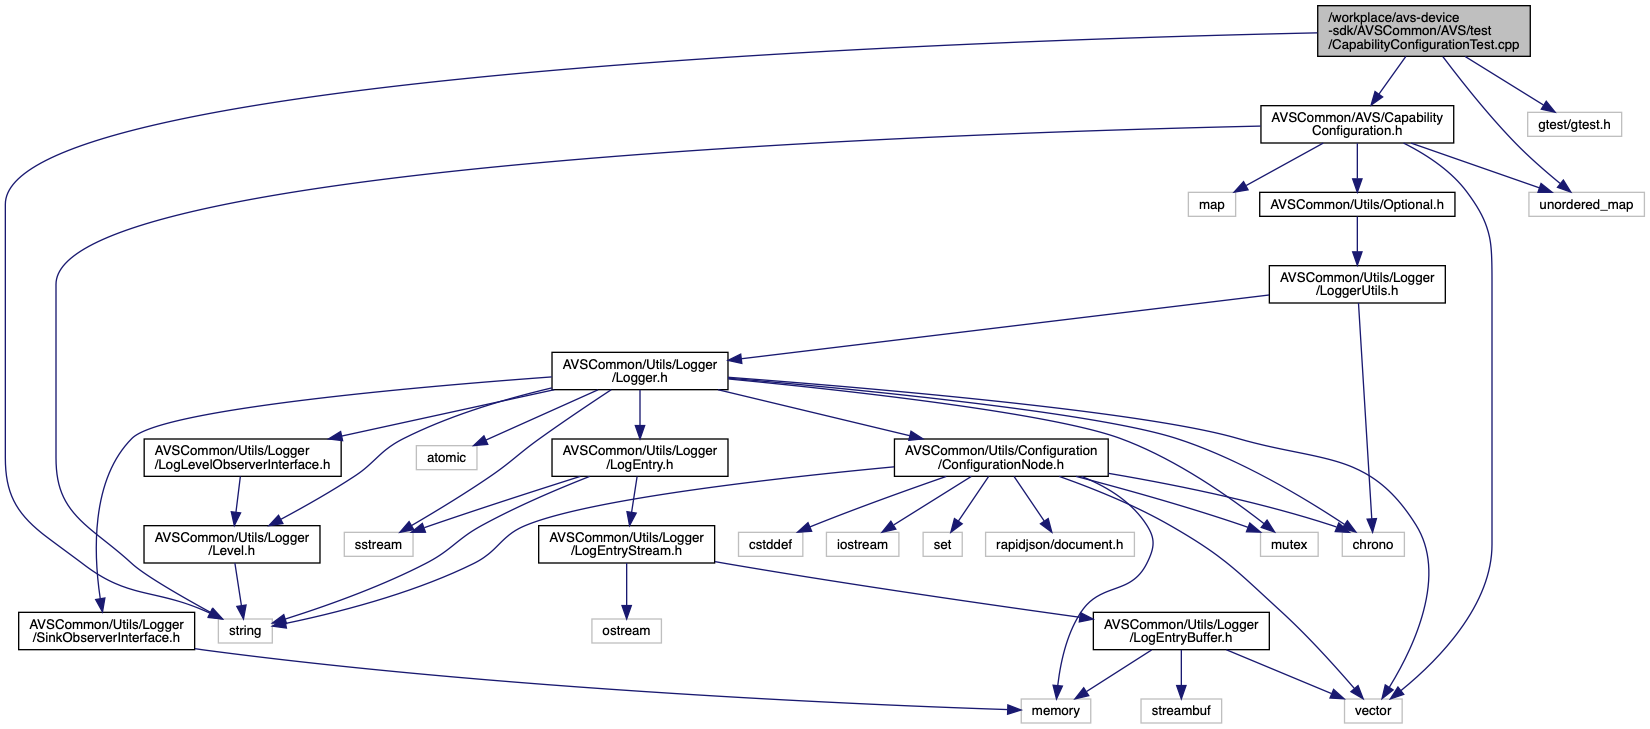 /workplace/avs-device
-sdk/AVSCommon/AVS/test
/CapabilityConfigurationTest.cpp
AVSCommon/AVS/Capability
Configuration.h
gtest/gtest.h
map
AVSCommon/Utils/Optional.h
unordered_map
AVSCommon/Utils/Logger
/LoggerUtils.h
AVSCommon/Utils/Logger
/Logger.h
AVSCommon/Utils/Logger
/LogLevelObserverInterface.h
atomic
AVSCommon/Utils/Logger
/LogEntry.h
AVSCommon/Utils/Configuration
/ConfigurationNode.h
AVSCommon/Utils/Logger
/Level.h
sstream
AVSCommon/Utils/Logger
/LogEntryStream.h
cstddef
iostream
set
rapidjson/document.h
mutex
chrono
AVSCommon/Utils/Logger
/SinkObserverInterface.h
string
ostream
AVSCommon/Utils/Logger
/LogEntryBuffer.h
memory
streambuf
vector